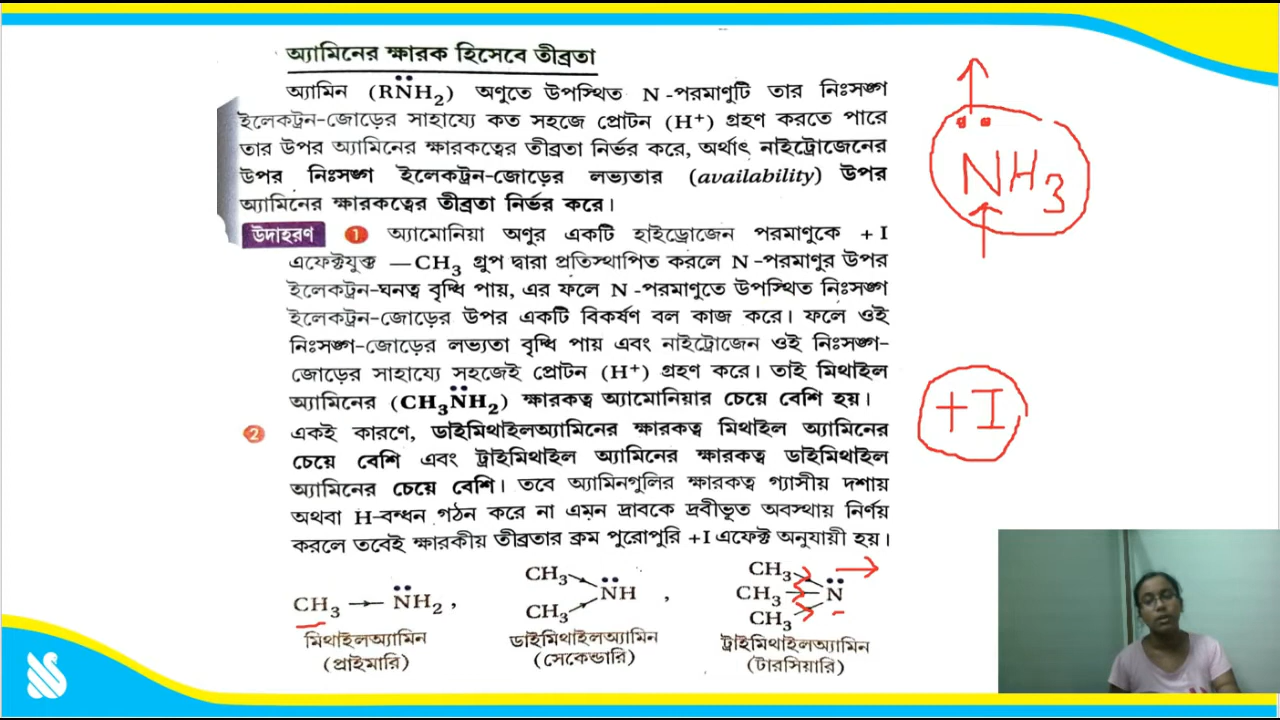 অ্যামিনের ক্ষারক হিসেবে তীব্রতা
অ্যামিন (RN̈H₂) অণুতে উপস্থিত N -পরমাণুটি তার নিঃসঙ্গ
ইলেকট্রন-জোড়ের সাহায্যে কত সহজে প্রোটন (H⁺) গ্রহণ করতে পারে
তার উপর অ্যামিনের ক্ষারকত্বের তীব্রতা নির্ভর করে, অর্থাৎ নাইট্রোজেনের
উপর নিঃসঙ্গ ইলেকট্রন-জোড়ের লভ্যতার (availability) উপর
অ্যামিনের ক্ষারকত্বের তীব্রতা নির্ভর করে।
উদাহরণ 1 অ্যামোনিয়া অণুর একটি হাইড্রোজেন পরমাণুকে +I
এফেক্টযুক্ত —CH₃ গ্রুপ দ্বারা প্রতিস্থাপিত করলে N -পরমাণুর উপর
ইলেকট্রন-ঘনত্ব বৃদ্ধি পায়, এর ফলে N -পরমাণুতে উপস্থিত নিঃসঙ্গ
ইলেকট্রন-জোড়ের উপর একটি বিকর্ষণ বল কাজ করে। ফলে ওই
নিঃসঙ্গ-জোড়ের লভ্যতা বৃদ্ধি পায় এবং নাইট্রোজেন ওই নিঃসঙ্গ-
জোড়ের সাহায্যে সহজেই প্রোটন (H⁺) গ্রহণ করে। তাই মিথাইল
অ্যামিনের (CH₃N̈H₂) ক্ষারকত্ব অ্যামোনিয়ার চেয়ে বেশি হয়।
2 একই কারণে, ডাইমিথাইলঅ্যামিনের ক্ষারকত্ব মিথাইল অ্যামিনের
চেয়ে বেশি এবং ট্রাইমিথাইল অ্যামিনের ক্ষারকত্ব ডাইমিথাইল
অ্যামিনের চেয়ে বেশি। তবে অ্যামিনগুলির ক্ষারকত্ব গ্যাসীয় দশায়
অথবা H-বন্ধন গঠন করে না এমন দ্রাবকে দ্রবীভূত অবস্থায় নির্ণয়
করলে তবেই ক্ষারকীয় তীব্রতার ক্রম পুরোপুরি +I এফেক্ট অনুযায়ী হয়।
CH₃ → N̈H₂,
মিথাইলঅ্যামিন
(প্রাইমারি)
CH₃
N̈H ,
CH₃
ডাইমিথাইলঅ্যামিন
(সেকেন্ডারি)
CH₃
CH₃ N̈
CH₃
ট্রাইমিথাইলঅ্যামিন
(টারসিয়ারি)
N̈H₃
+I